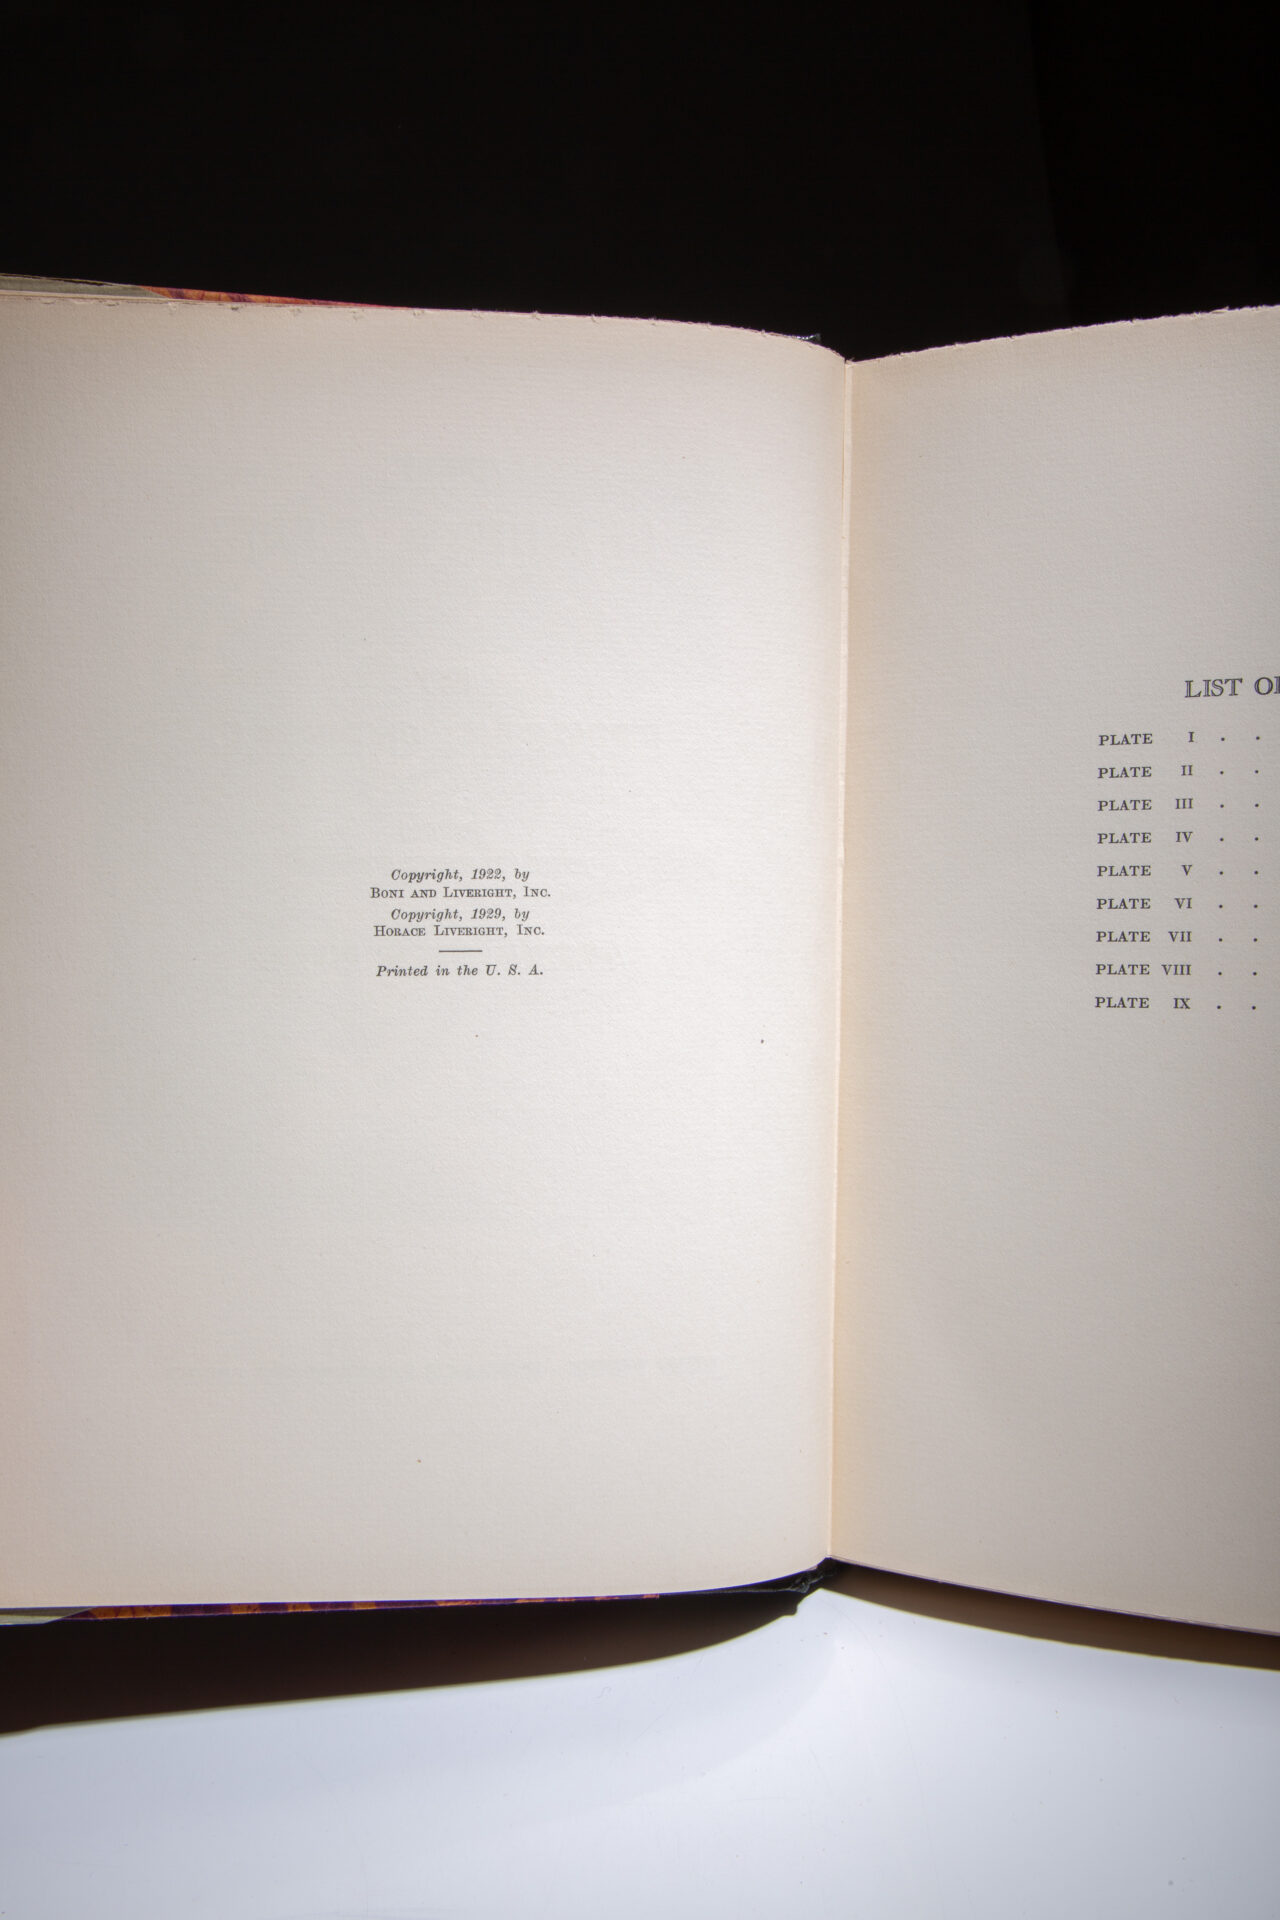 Copyright, 1922, by
BONI AND LIVERIGHT, INC.
Copyright, 1929, by
HORACE LIVERIGHT, INC.
Printed in the U. S. A.
LIST
PLATE I . .
PLATE II . .
PLATE III . .
PLATE IV . .
PLATE V . .
PLATE VI . .
PLATE VII . .
PLATE VIII . .
PLATE IX . .